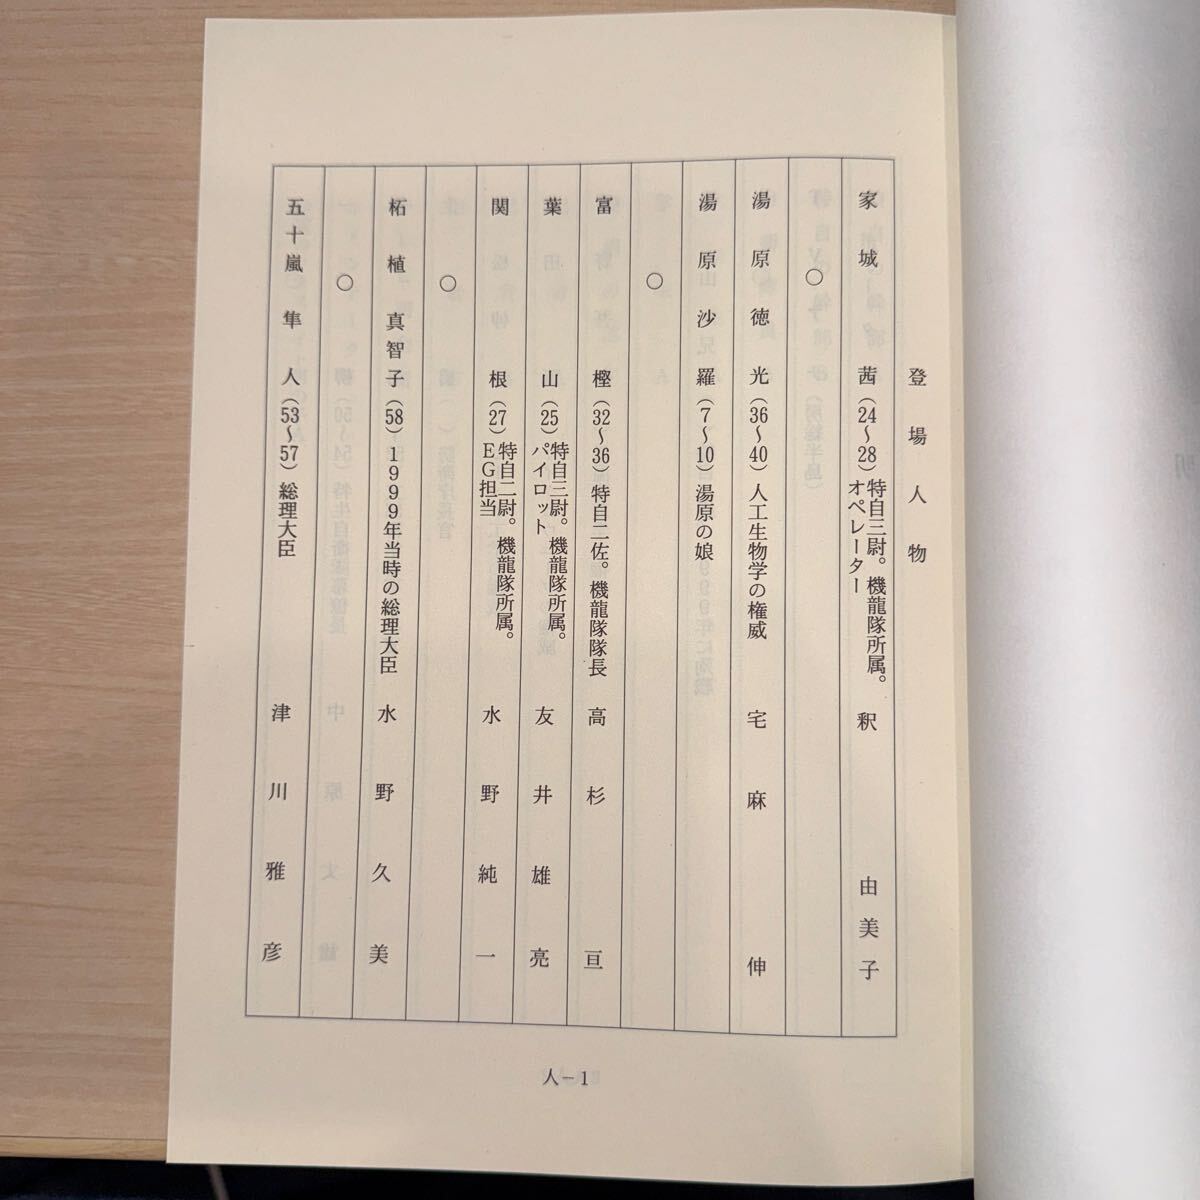 登場人物
家城茜(24〜28)特自三尉。機龍隊所属。オペレーター 釈由美子
○
湯原徳光(36〜40)人工生物学の権威 宅麻伸
湯原沙羅(7〜10)湯原の娘
○
富樫(32〜36)特自二佐。機龍隊隊長 高杉亘
葉山(25)特自三尉。機龍隊所属。パイロット 友井雄亮
関根(27)特自二尉。機龍隊所属。EG担当 水野純一
○
柘植真智子(58)1999年当時の総理大臣 水野久美
○
五十嵐隼人(53〜57)総理大臣 津川雅彦
人−1
明